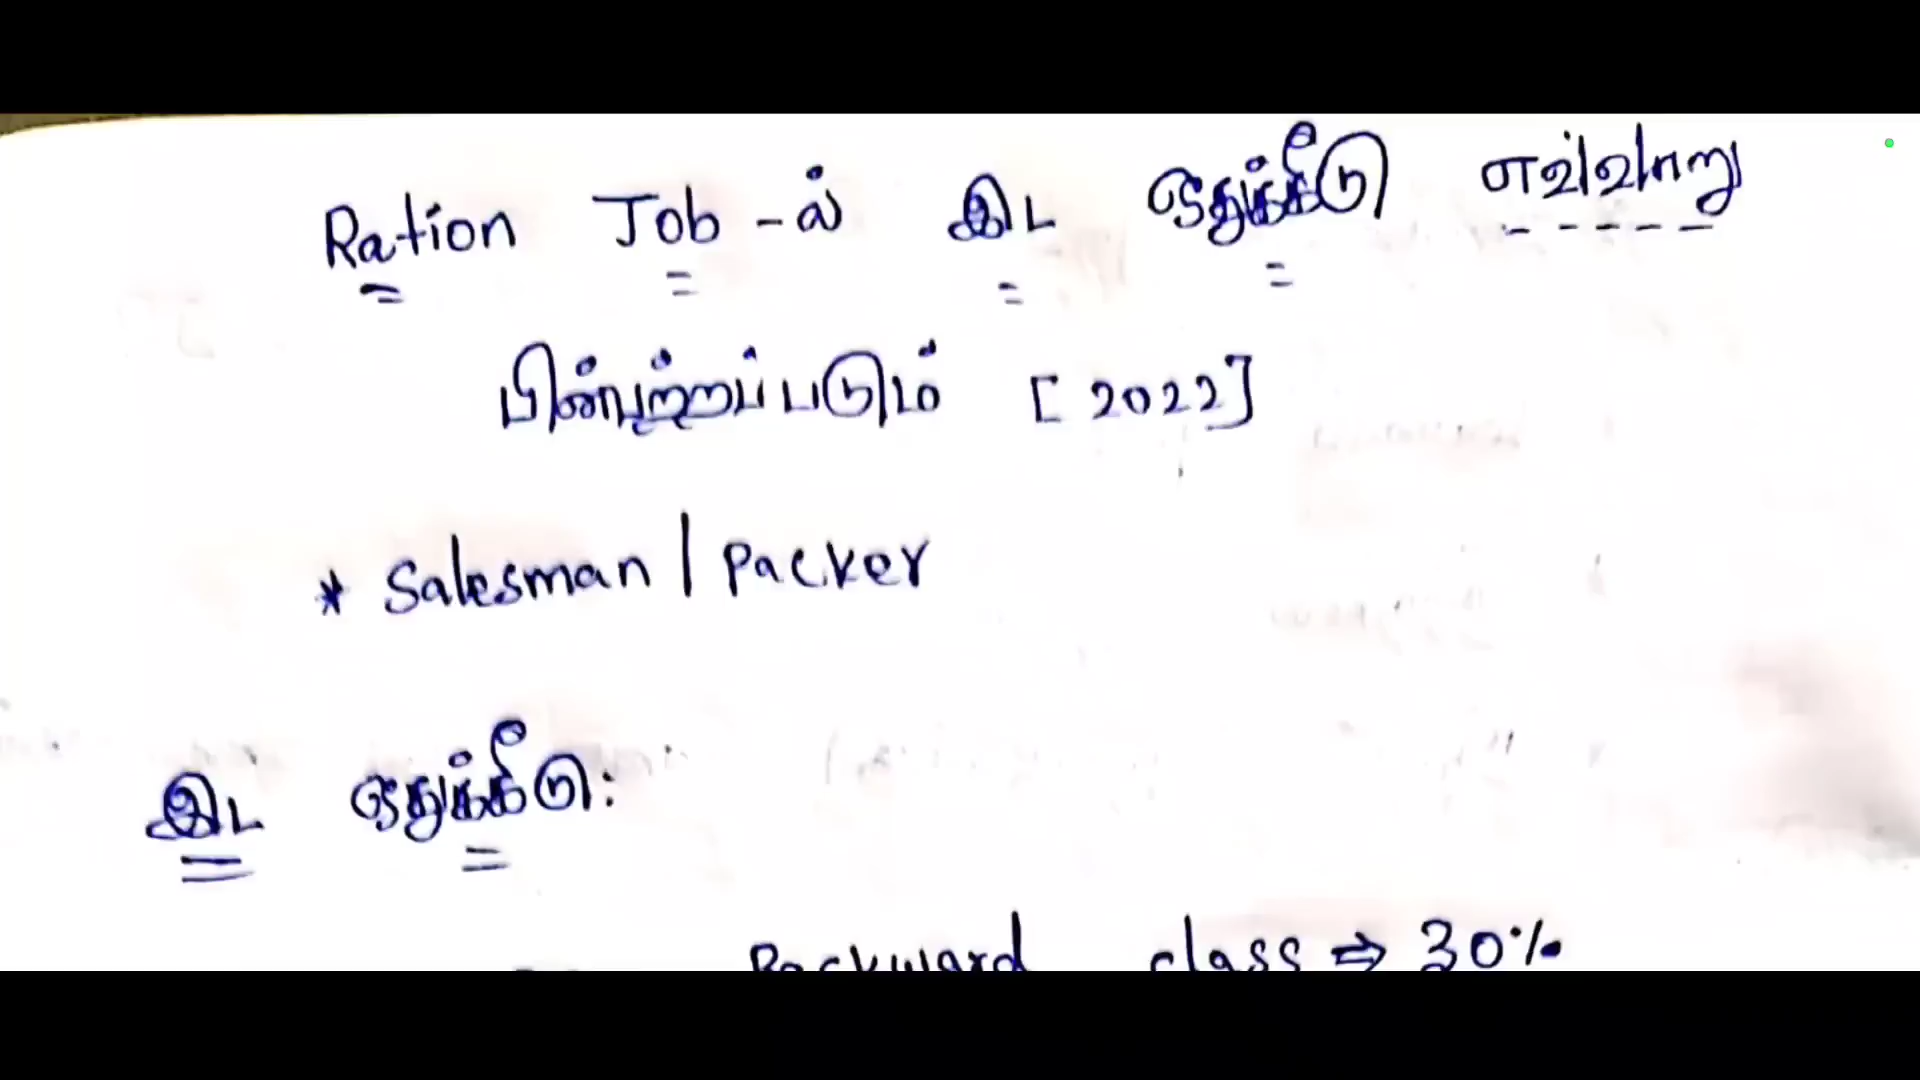 Ration Job -ல் இட ஒதுக்கீடு எவ்வாறு
பின்பற்றப்படும் [2022]
* Salesman | Packer
இட ஒதுக்கீடு:
Backward class ⇒ 30%